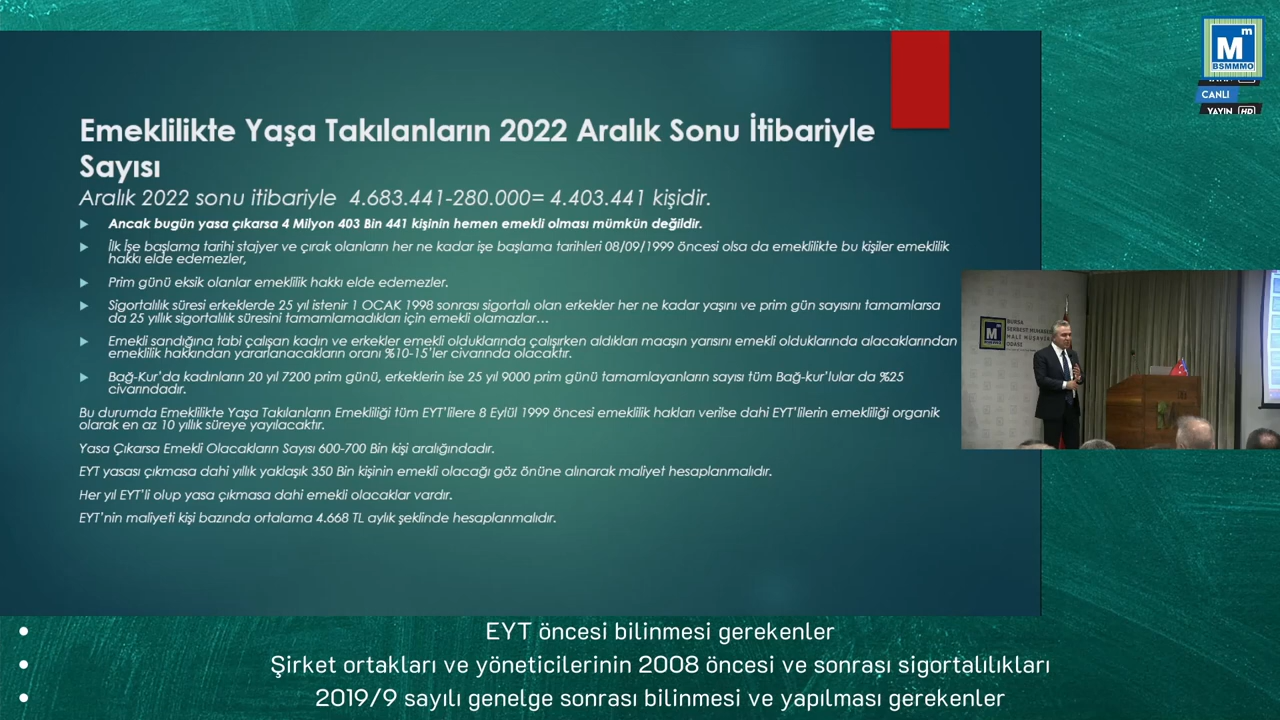 Emeklilikte Yaşa Takılanların 2022 Aralık Sonu İtibariyle
Sayısı
Aralık 2022 sonu itibariyle 4.683.441-280.000= 4.403.441 kişidir.
Ancak bugün yasa çıkarsa 4 Milyon 403 Bin 441 kişinin hemen emekli olması mümkün değildir.
İlk İşe başlama tarihi stajyer ve çırak olanların her ne kadar işe başlama tarihleri 08/09/1999 öncesi olsa da emeklilikte bu kişiler emeklilik
hakkı elde edemezler,
Prim günü eksik olanlar emeklilik hakkı elde edemezler.
Sigortalılık süresi erkeklerde 25 yıl istenir 1 OCAK 1998 sonrası sigortalı olan erkekler her ne kadar yaşını ve prim gün sayısını tamamlarsa
da 25 yıllık sigortalılık süresini tamamlamadıkları için emekli olamazlar…
Emekli sandığına tabi çalışan kadın ve erkekler emekli olduklarında çalışırken aldıkları maaşın yarısını emekli olduklarında alacaklarından
emeklilik hakkından yararlanacakların oranı %10-15'ler civarında olacaktır.
Bağ-Kur'da kadınların 20 yıl 7200 prim günü, erkeklerin ise 25 yıl 9000 prim günü tamamlayanların sayısı tüm Bağ-kur'lular da %25
civarındadır.
Bu durumda Emeklilikte Yaşa Takılanların Emekliliği tüm EYT'lilere 8 Eylül 1999 öncesi emeklilik hakları verilse dahi EYT'lilerin emekliliği organik
olarak en az 10 yıllık süreye yayılacaktır.
Yasa Çıkarsa Emekli Olacakların Sayısı 600-700 Bin kişi aralığındadır.
EYT yasası çıkmasa dahi yıllık yaklaşık 350 Bin kişinin emekli olacağı göz önüne alınarak maliyet hesaplanmalıdır.
Her yıl EYT'li olup yasa çıkmasa dahi emekli olacaklar vardır.
EYT'nin maliyeti kişi bazında ortalama 4.668 TL aylık şeklinde hesaplanmalıdır.
Mm
BSMMMO
CANLI
YAYIN HD
BURSA
SERBEST MUHASEBECİ
MALİ MÜŞAVİRLER
ODASI
EYT öncesi bilinmesi gerekenler
Şirket ortakları ve yöneticilerinin 2008 öncesi ve sonrası sigortalılıkları
2019/9 sayılı genelge sonrası bilinmesi ve yapılması gerekenler